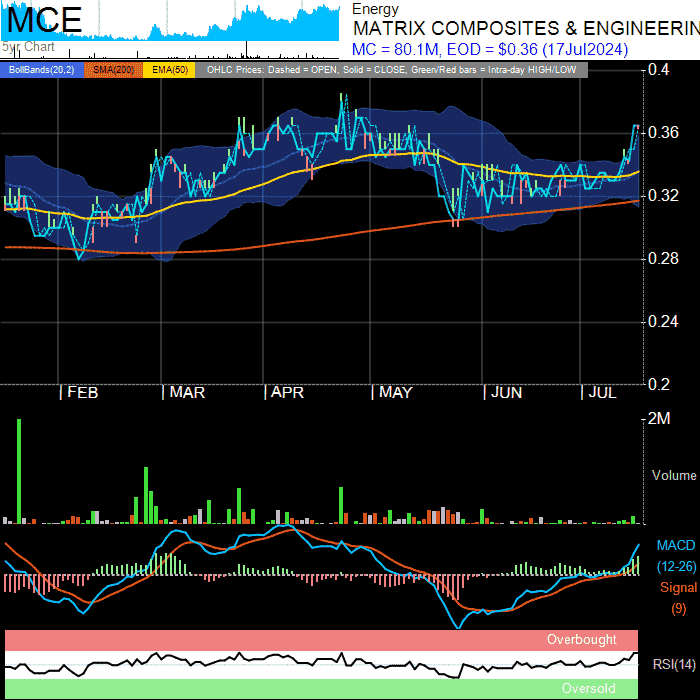 MCE
5yr Chart
Energy
MATRIX COMPOSITES & ENGINEERIN
MC = 80.1M, EOD = $0.36 (17Jul2024)
BollBands(20,2) SMA(200) EMA(50) OHLC Prices: Dashed = OPEN, Solid = CLOSE, Green/Red bars = Intra-day HIGH/LOW
0.4
0.36
0.32
0.28
0.24
0.2
FEB MAR APR MAY JUN JUL
2M
Volume
MACD
(12-26)
Signal
(9)
Overbought
RSI(14)
Oversold